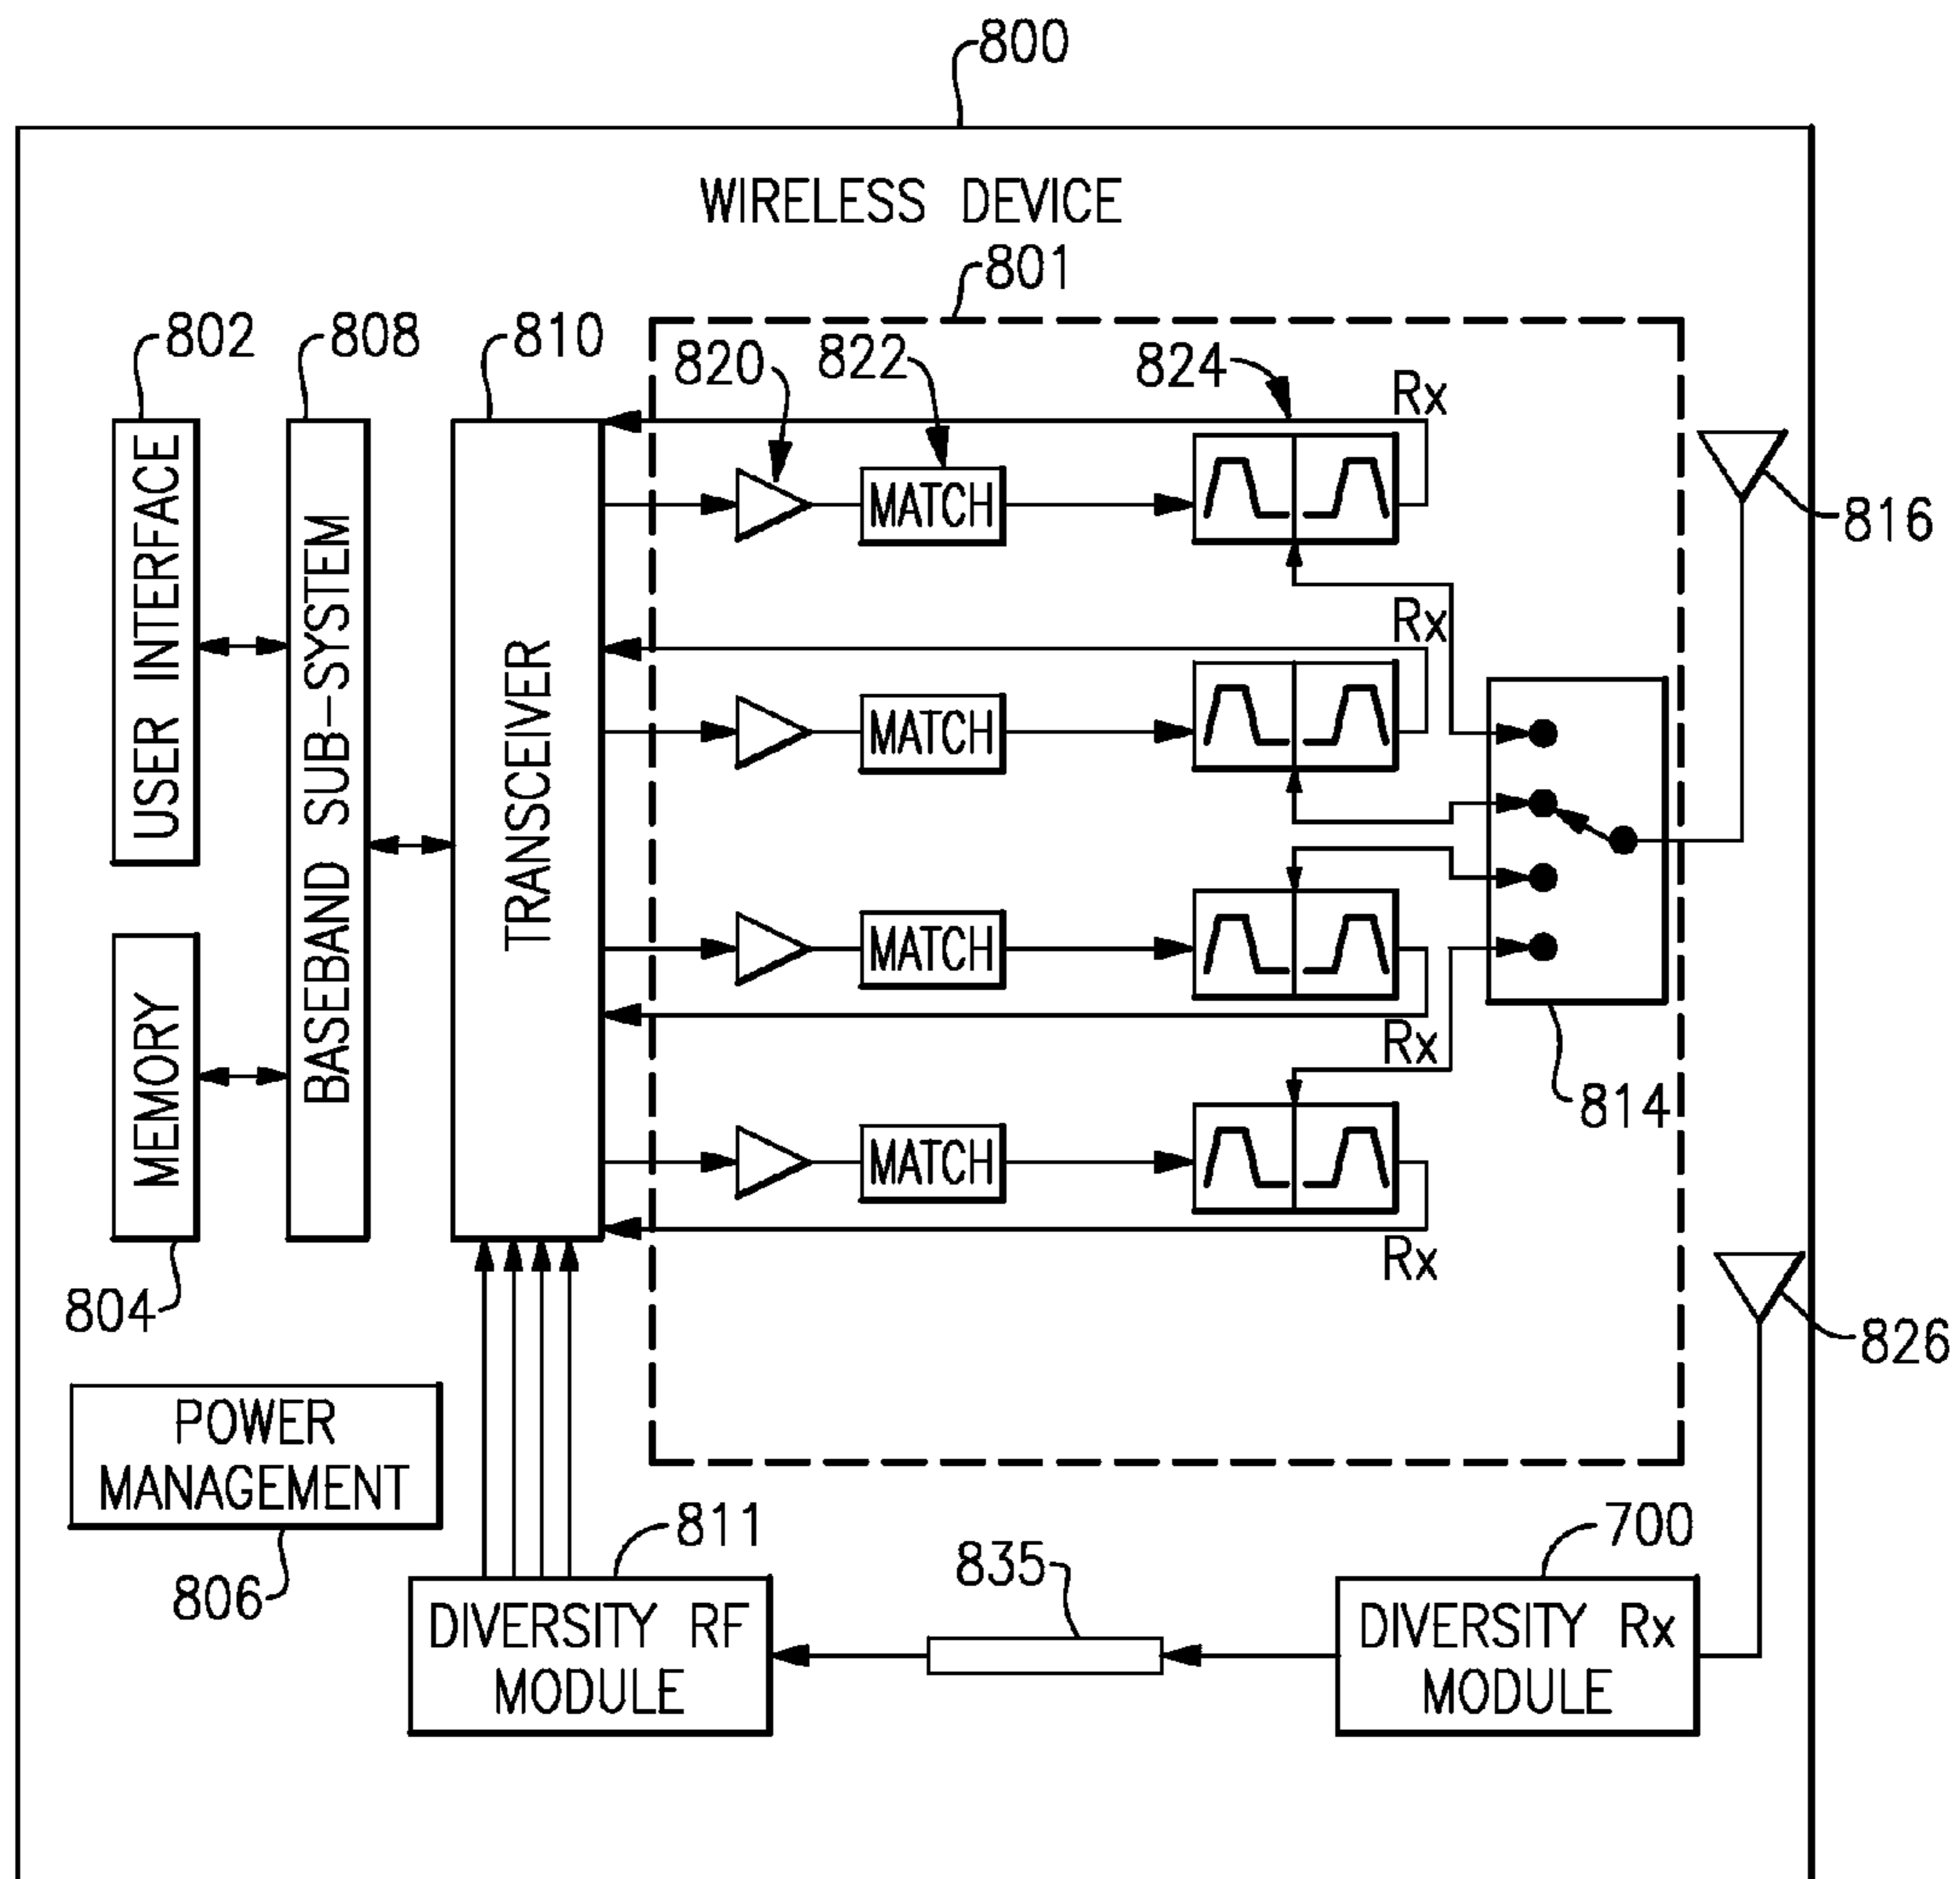 800
WIRELESS DEVICE
801
802
808
810
820
822
824
Rx
USER INTERFACE
BASEBAND SUB-SYSTEM
TRANSCEIVER
MATCH
816
Rx
MATCH
MATCH
Rx
814
MEMORY
MATCH
Rx
804
826
POWER
MANAGEMENT
806
811
835
700
DIVERSITY RF
MODULE
DIVERSITY Rx
MODULE